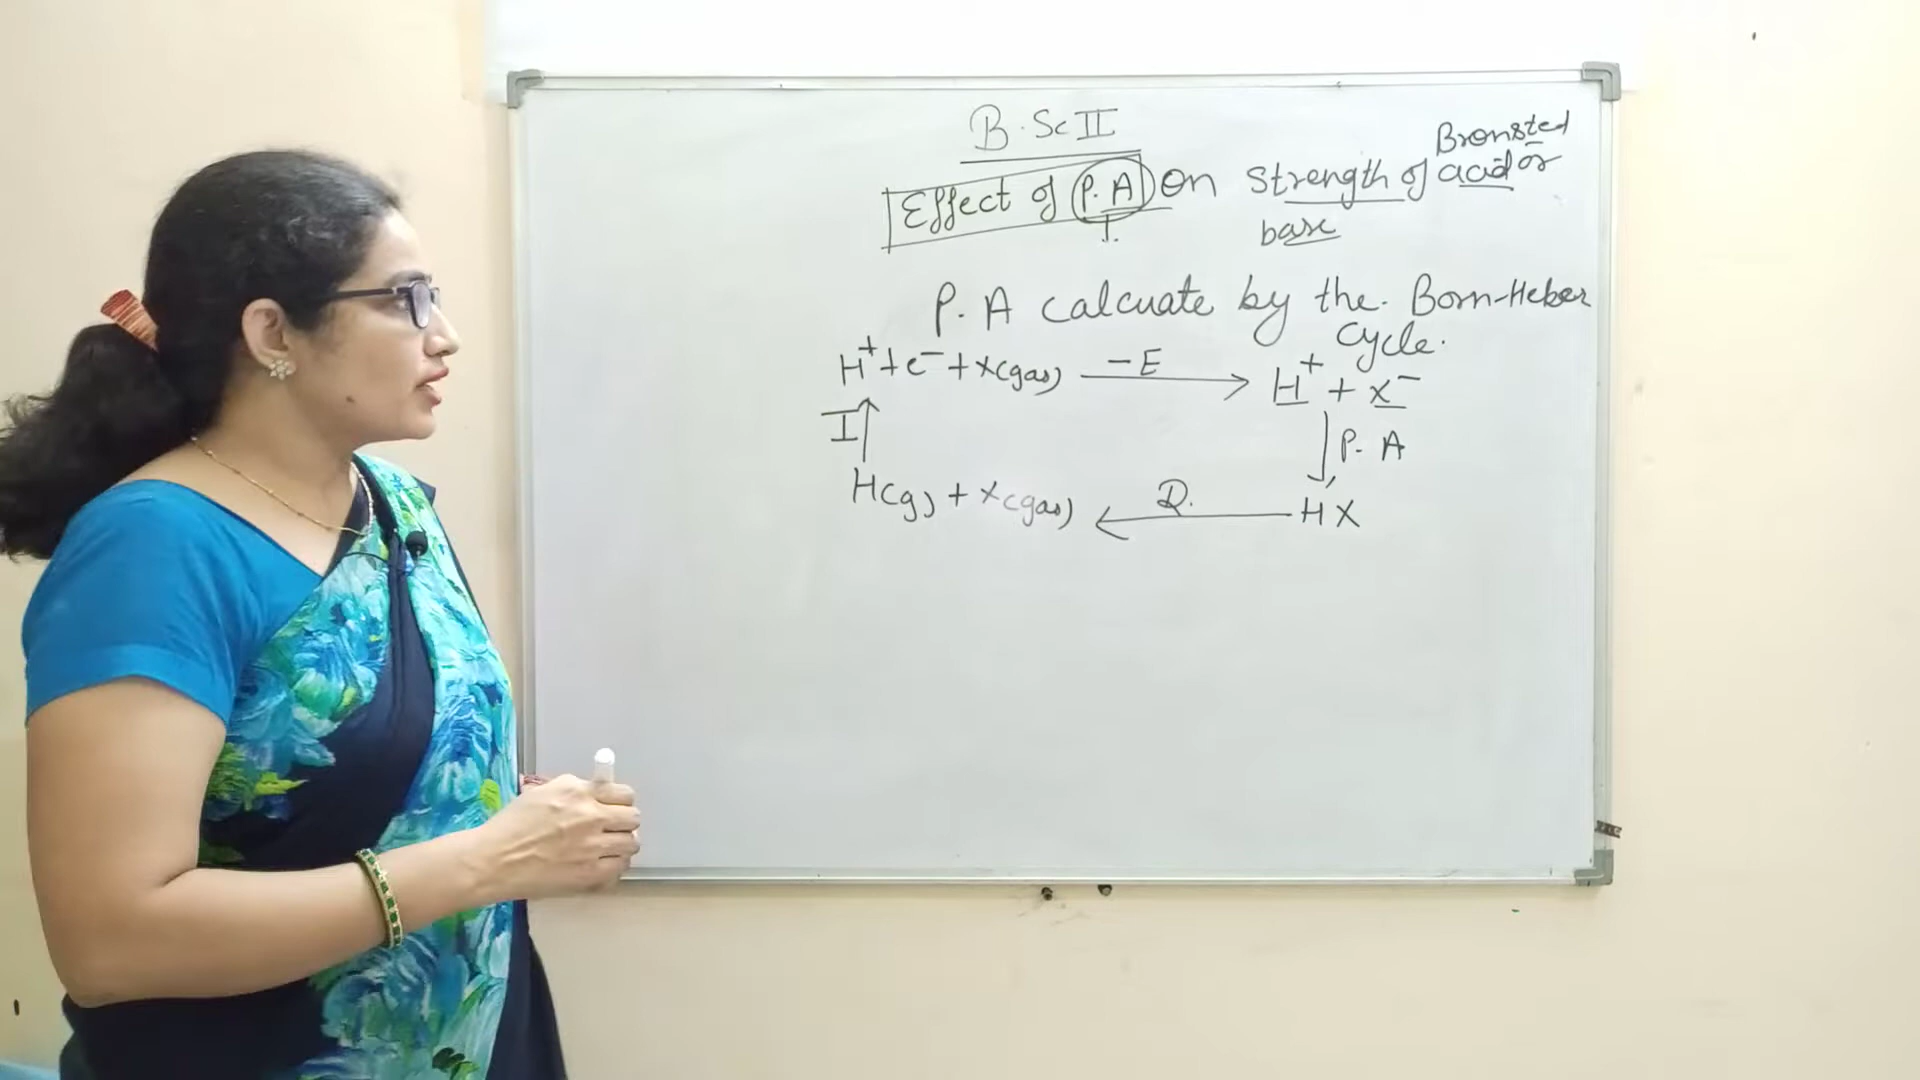 B.Sc II
Effect of P.A on Strength of Bronsted acid or
base
P.A calcuate by the Born-Heber
cycle.
H⁺ + e⁻ + x(gas) —E → H⁺ + x⁻
I P.A
H(g) + x(gas) ← D. HX